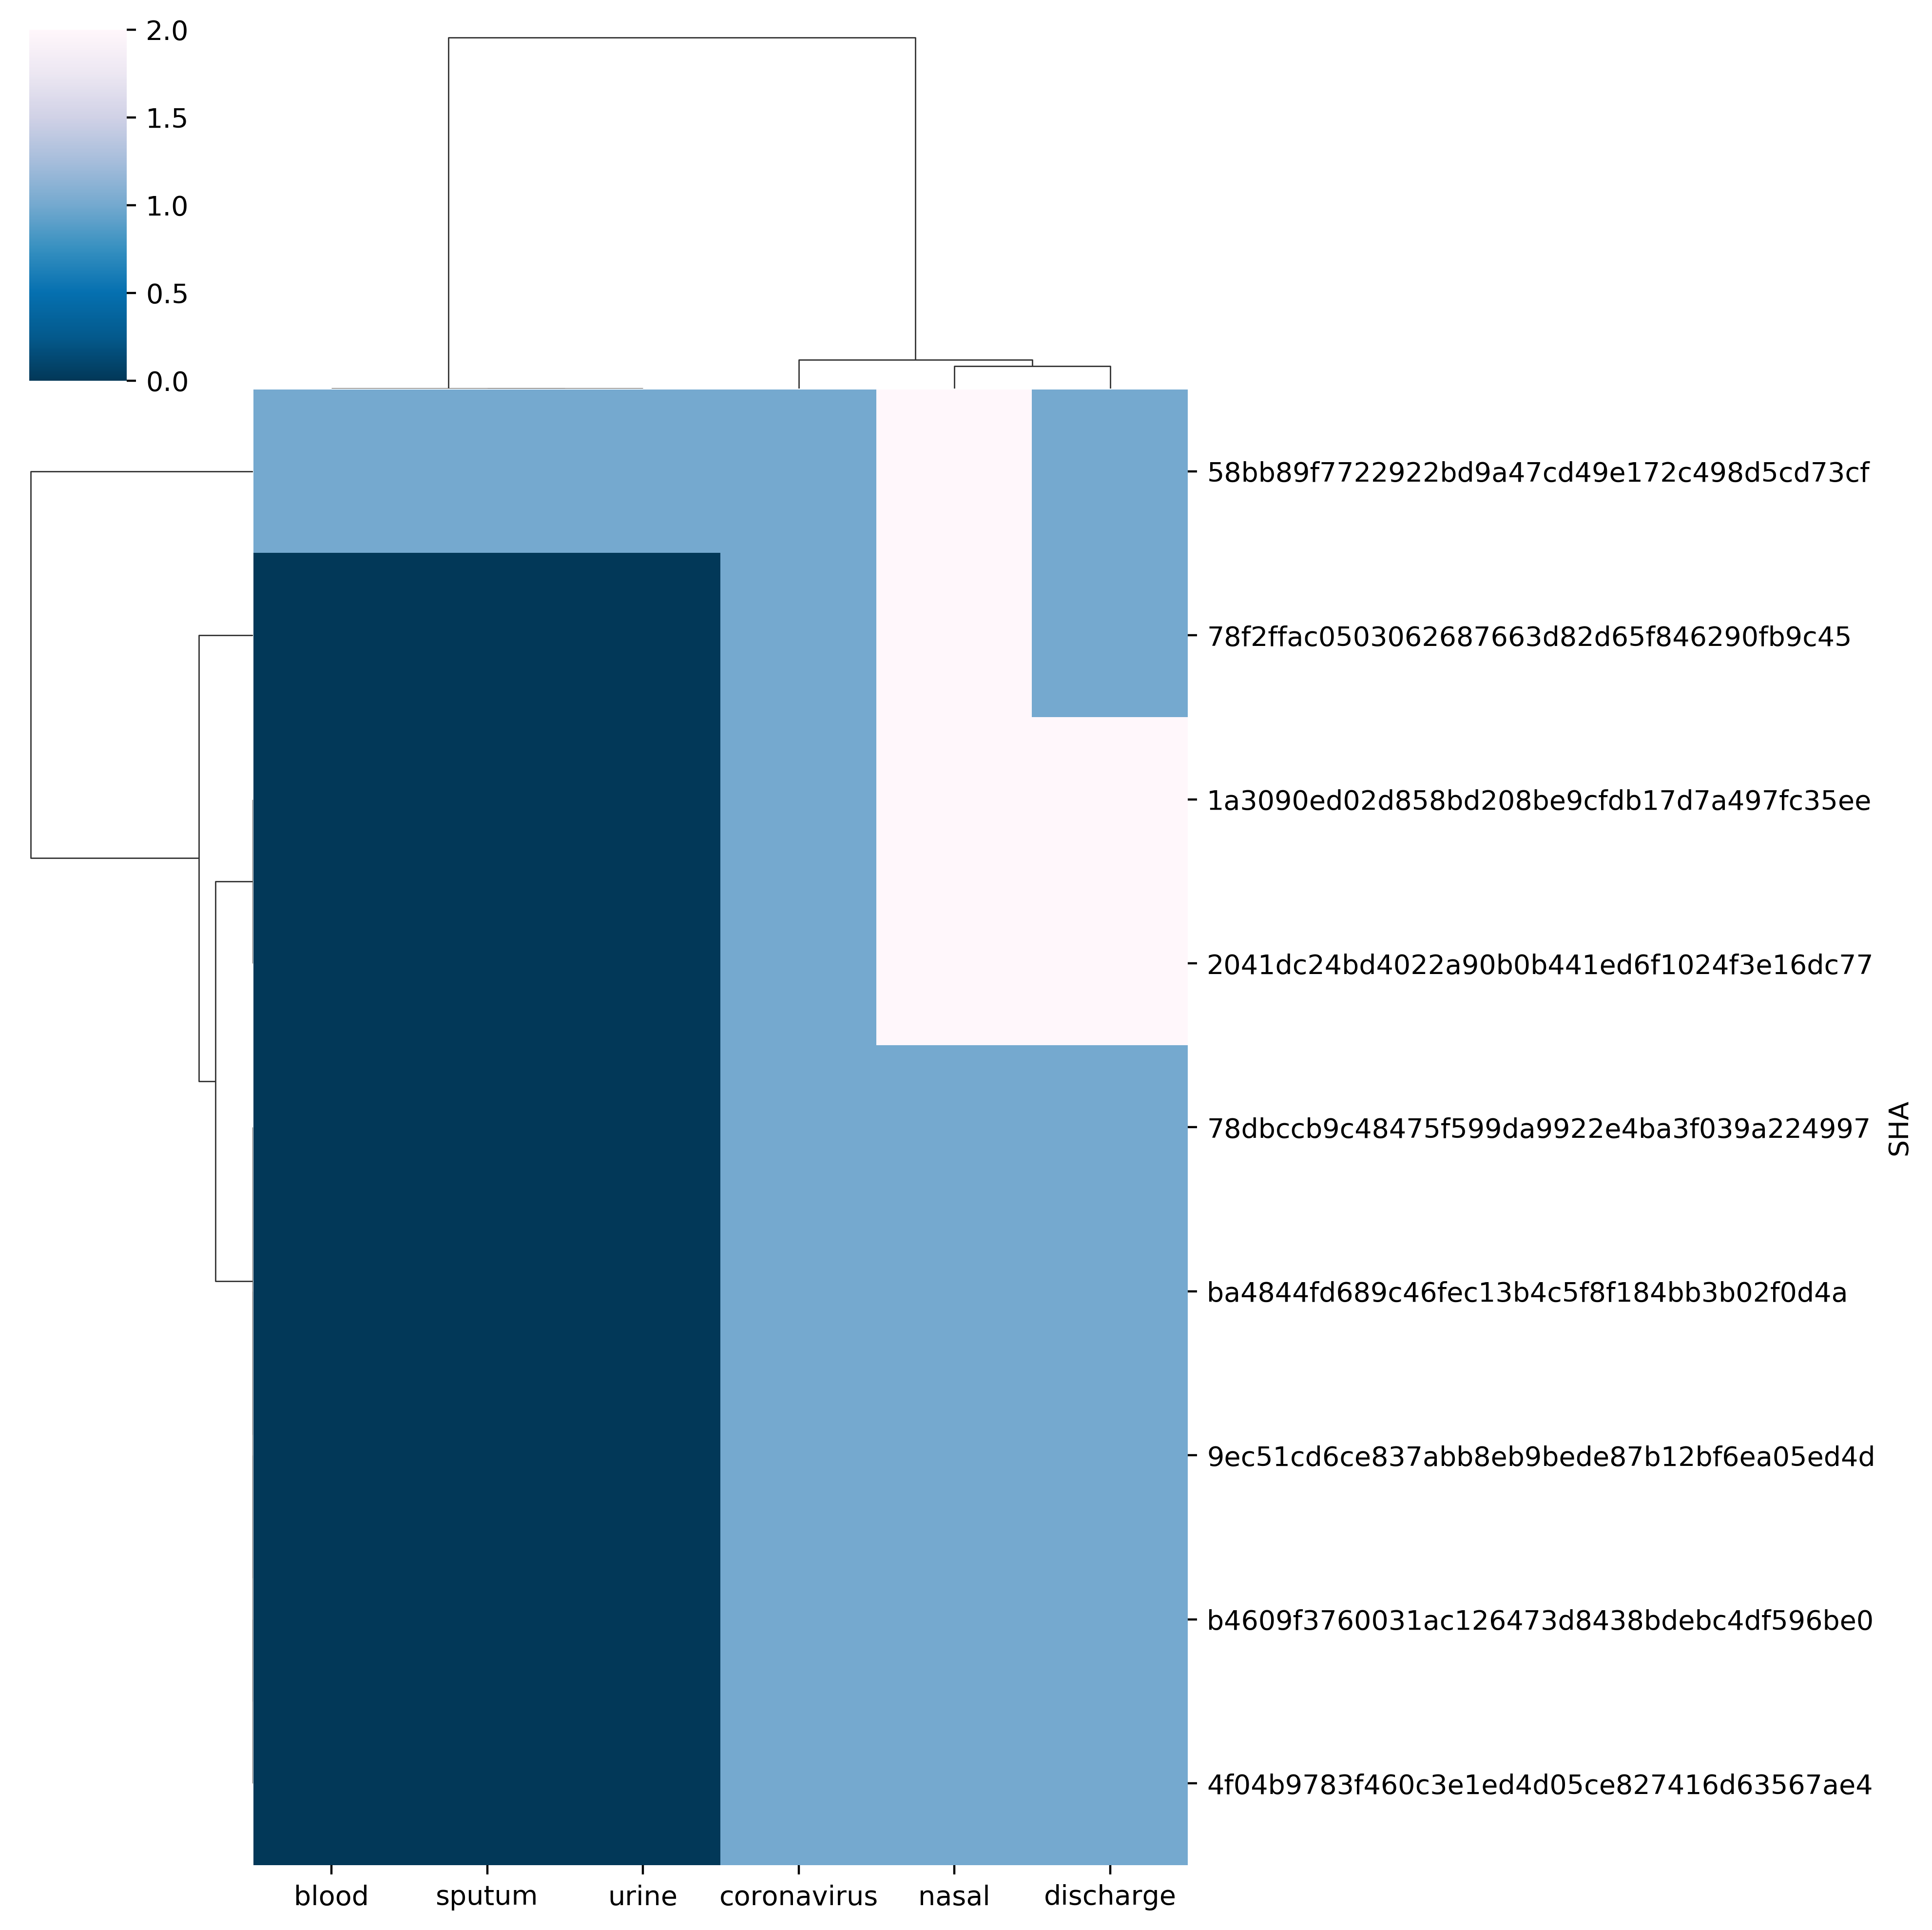 2.0
1.5
1.0
0.5
0.0
58bb89f7722922bd9a47cd49e172c498d5cd73cf
78f2ffac0503062687663d82d65f846290fb9c45
1a3090ed02d858bd208be9cfdb17d7a497fc35ee
2041dc24bd4022a90b0b441ed6f1024f3e16dc77
78dbccb9c48475f599da9922e4ba3f039a224997
SHA
ba4844fd689c46fec13b4c5f8f184bb3b02f0d4a
9ec51cd6ce837abb8eb9bede87b12bf6ea05ed4d
b4609f3760031ac126473d8438bdebc4df596be0
4f04b9783f460c3e1ed4d05ce827416d63567ae4
blood sputum urine coronavirus nasal discharge